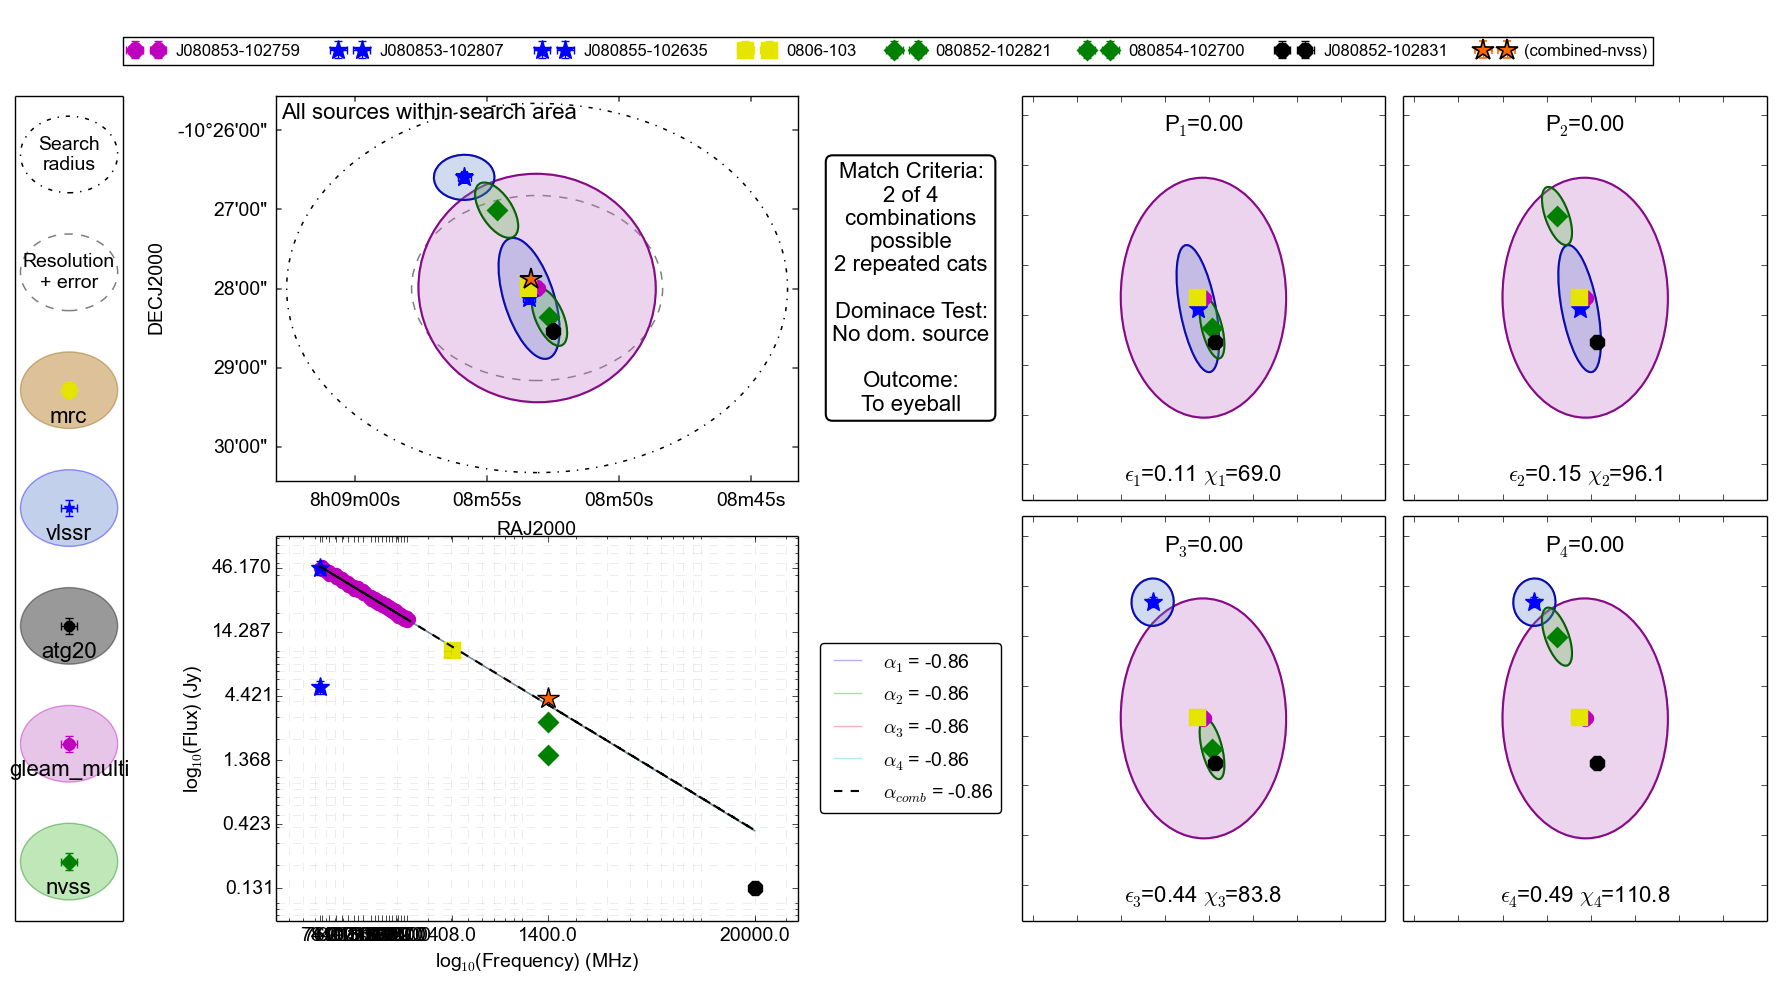 J080853-102759 J080853-102807 J080855-102635 0806-103 080852-102821 080854-102700 J080852-102831 (combined-nvss)
Search
radius
Resolution
+ error
mrc
vlssr
atg20
gleam_multi
nvss
All sources within search area
DECJ2000
-10°26'00"
27'00"
28'00"
29'00"
30'00"
8h09m00s 08m55s 08m50s 08m45s
RAJ2000
Match Criteria:
2 of 4
combinations
possible
2 repeated cats
Dominace Test:
No dom. source
Outcome:
To eyeball
P1=0.00
ϵ1=0.11 χ1=69.0
P2=0.00
ϵ2=0.15 χ2=96.1
log10(Flux) (Jy)
46.170
14.287
4.421
1.368
0.423
0.131
408.0 1400.0 20000.0
log10(Frequency) (MHz)
α1 = -0.86
α2 = -0.86
α3 = -0.86
α4 = -0.86
αcomb = -0.86
P3=0.00
ϵ3=0.44 χ3=83.8
P4=0.00
ϵ4=0.49 χ4=110.8